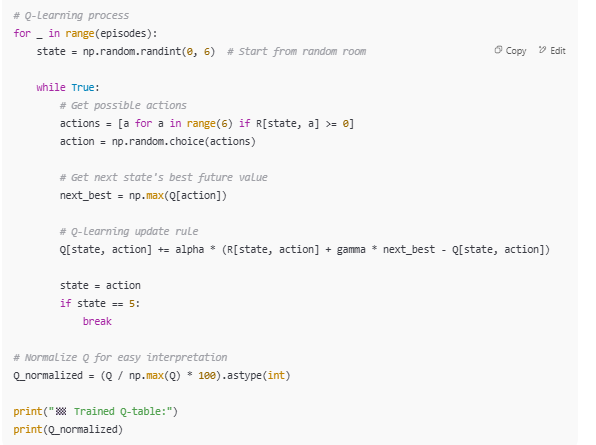 # Q-learning process
for _ in range(episodes):
    state = np.random.randint(0, 6)  # Start from random room
Copy Edit
    while True:
        # Get possible actions
        actions = [a for a in range(6) if R[state, a] >= 0]
        action = np.random.choice(actions)
        # Get next state's best future value
        next_best = np.max(Q[action])
        # Q-learning update rule
        Q[state, action] += alpha * (R[state, action] + gamma * next_best - Q[state, action])
        state = action
        if state == 5:
            break
# Normalize Q for easy interpretation
Q_normalized = (Q / np.max(Q) * 100).astype(int)
print("🏁 Trained Q-table:")
print(Q_normalized)